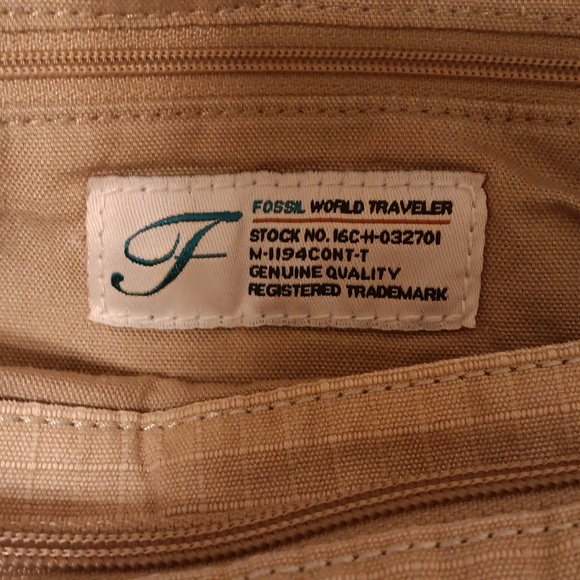 F
FOSSIL WORLD TRAVELER
STOCK NO. 16C-H-032701
M-1194CONT-T
GENUINE QUALITY
REGISTERED TRADEMARK